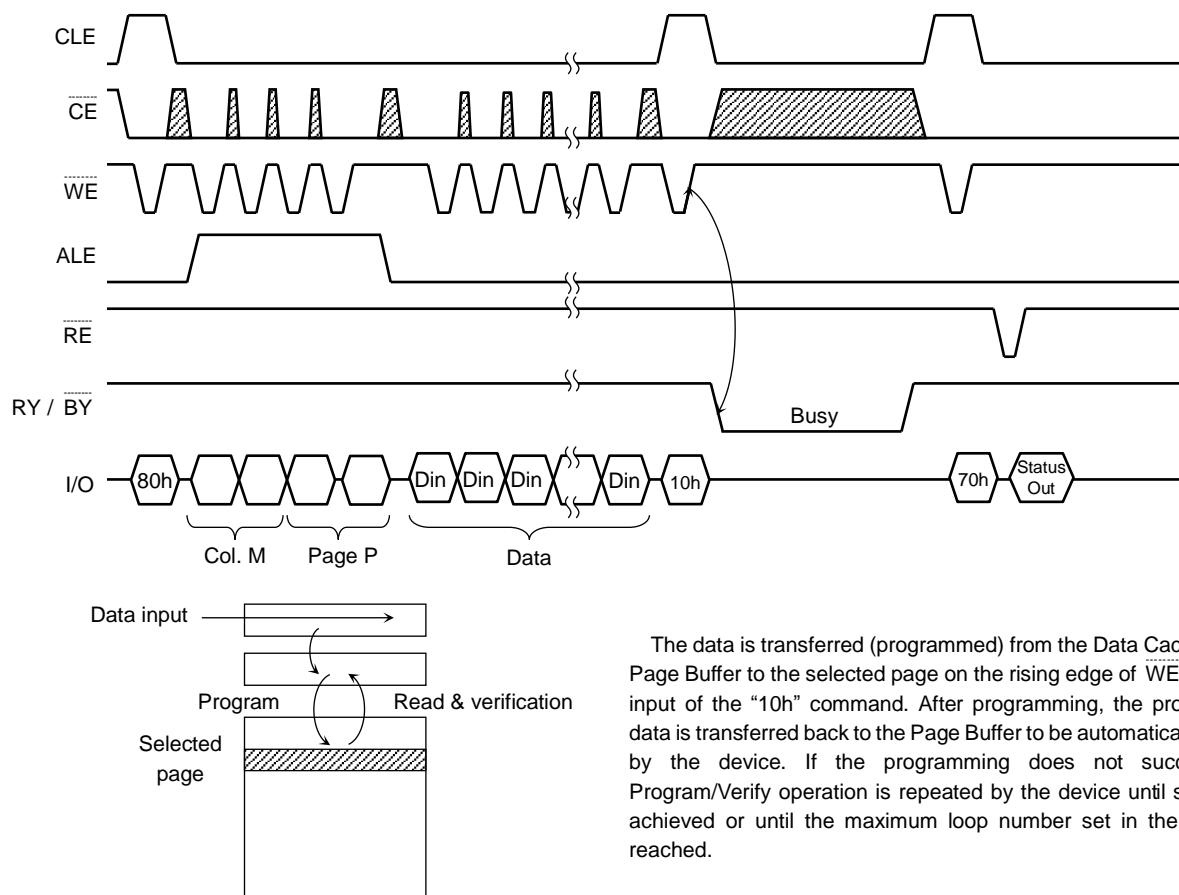 CLE
CE
WE
ALE
RE
RY / BY
Busy
I/O
80h
Din
Din
Din
Din
10h
70h
Status
Out
Col. M
Page P
Data
Data input
Program
Read & verification
Selected
page
The data is transferred (programmed) from the Data Cac
Page Buffer to the selected page on the rising edge of WE
input of the “10h” command. After programming, the pro
data is transferred back to the Page Buffer to be automatica
by the device. If the programming does not succ
Program/Verify operation is repeated by the device until s
achieved or until the maximum loop number set in the
reached.